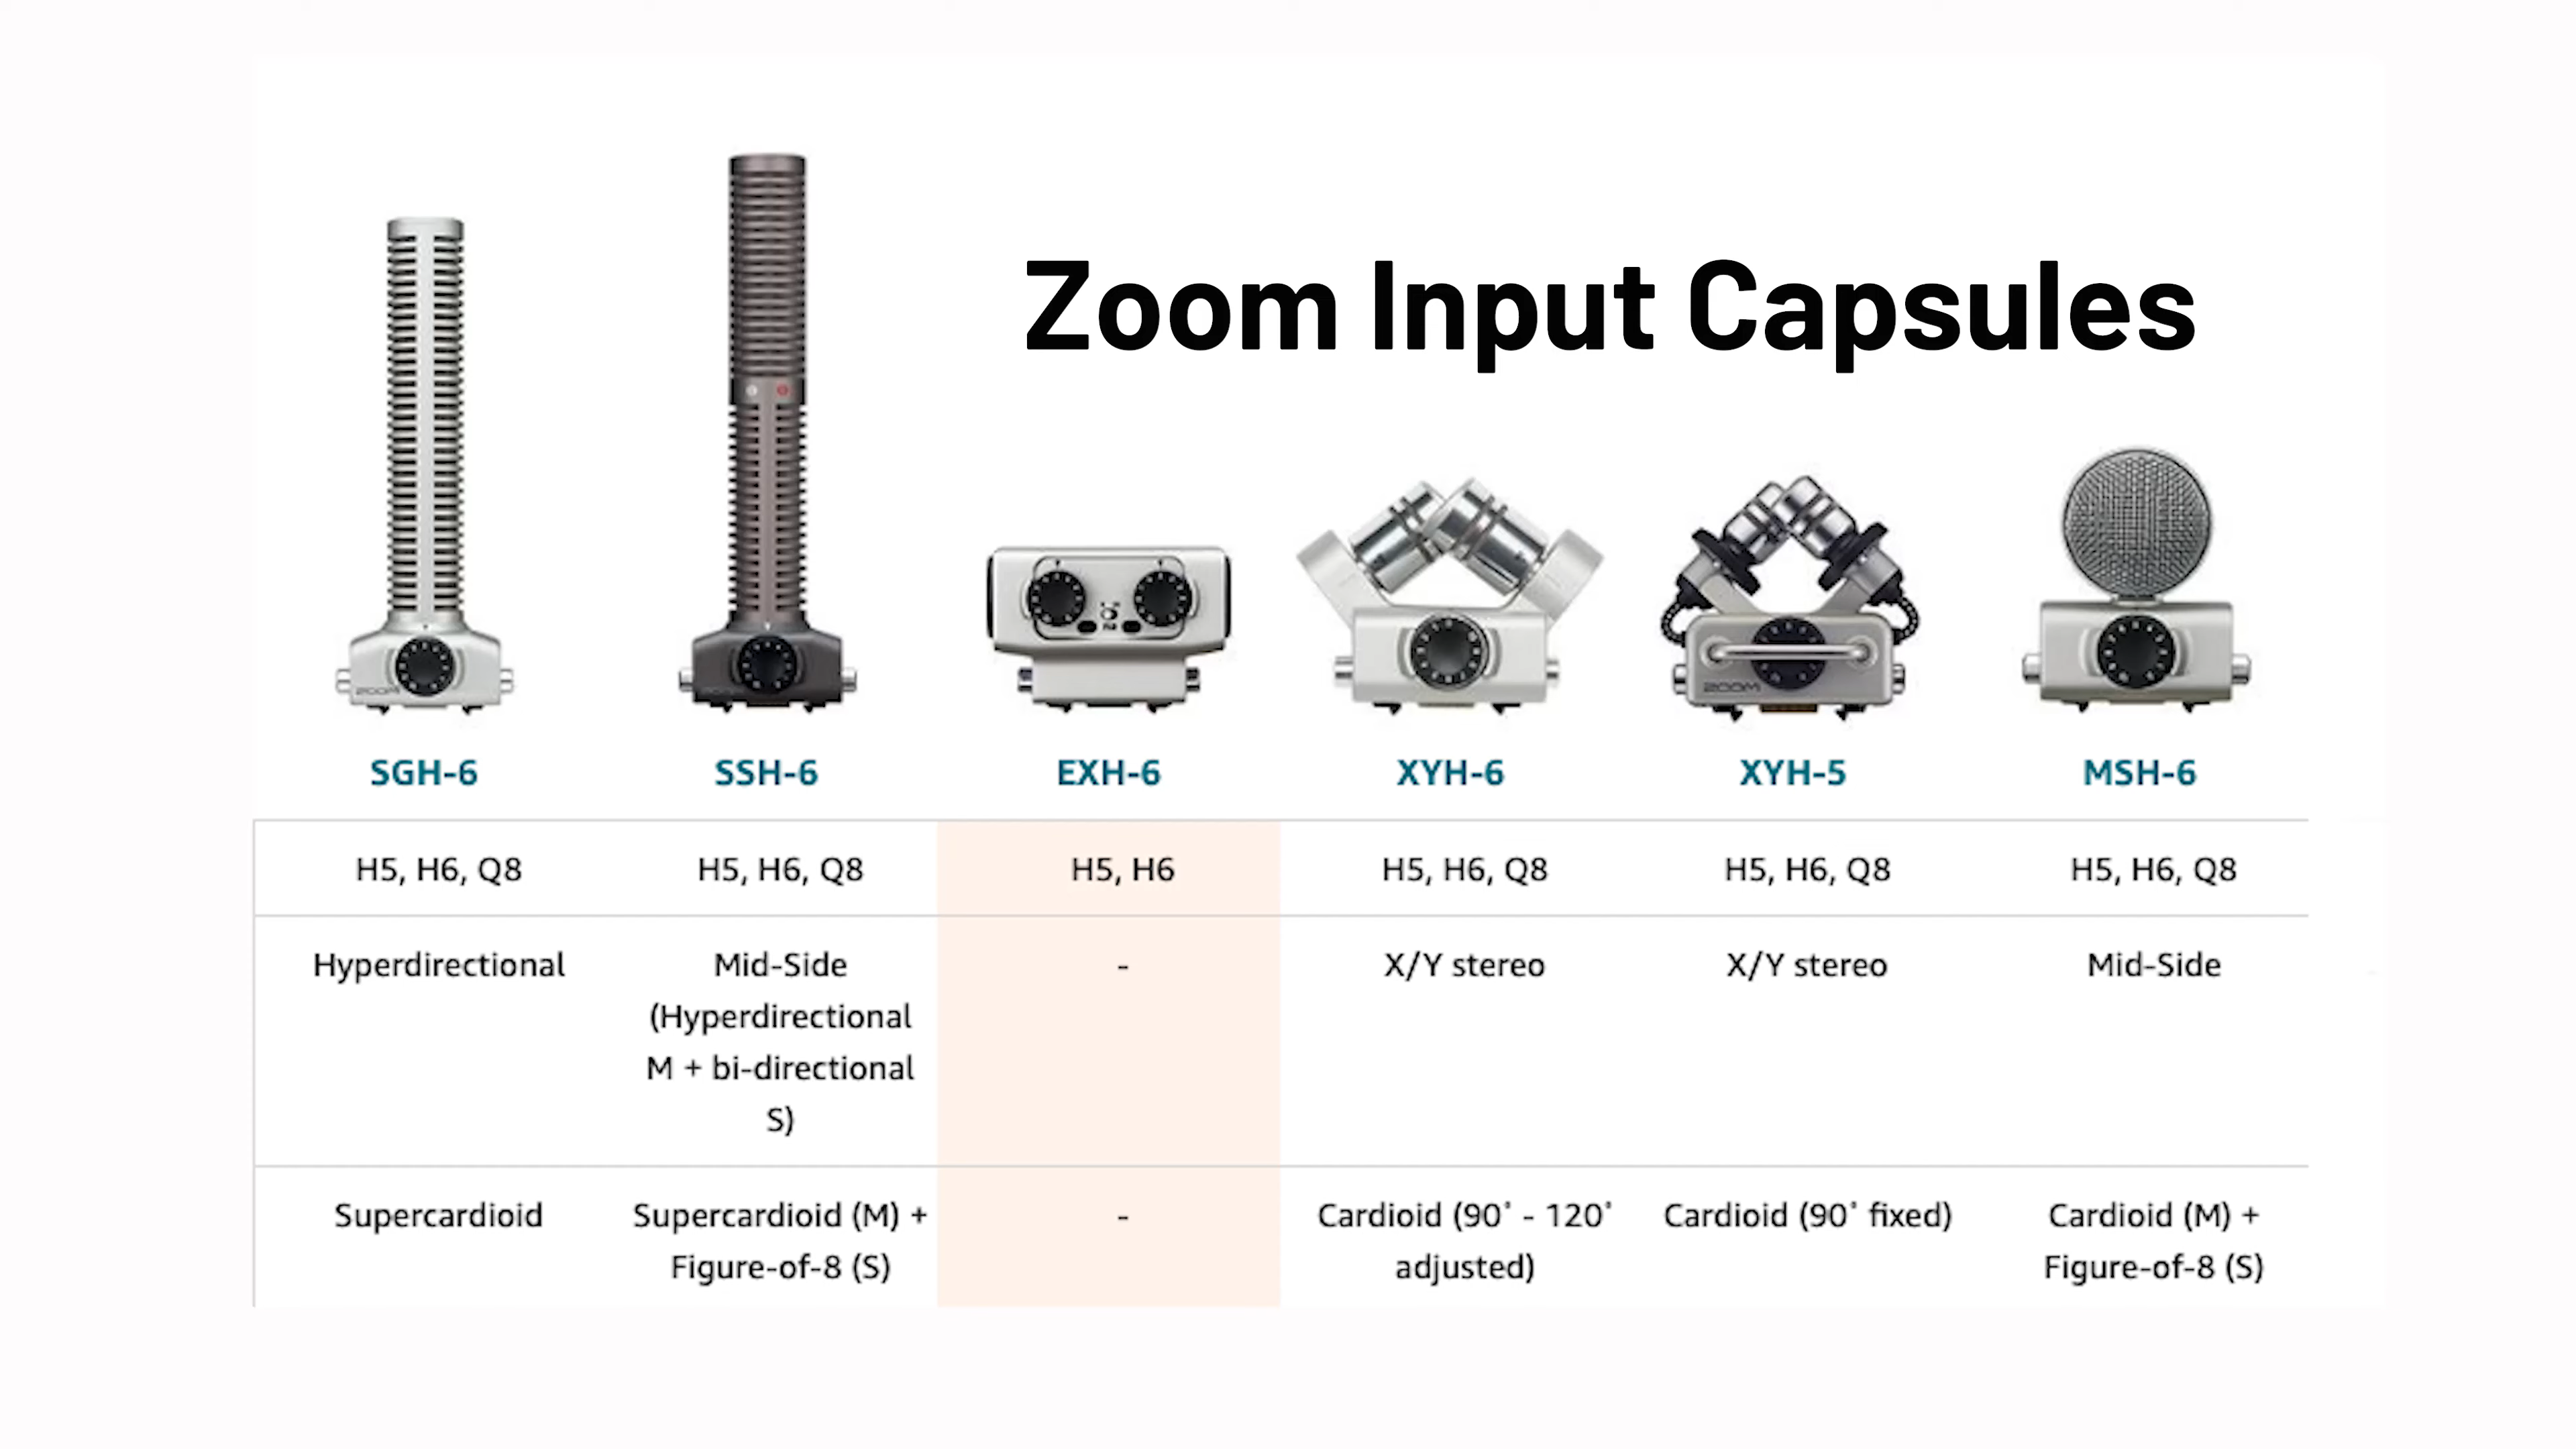 Zoom Input Capsules
ZOOM
ZOOM
SGH-6 SSH-6 EXH-6 XYH-6 XYH-5 MSH-6
H5, H6, Q8 H5, H6, Q8 H5, H6 H5, H6, Q8 H5, H6, Q8 H5, H6, Q8
Hyperdirectional Mid-Side - X/Y stereo X/Y stereo Mid-Side
(Hyperdirectional
M + bi-directional
S)
Supercardioid Supercardioid (M) + - Cardioid (90˚ - 120˚ Cardioid (90˚ fixed) Cardioid (M) +
Figure-of-8 (S) adjusted) Figure-of-8 (S)